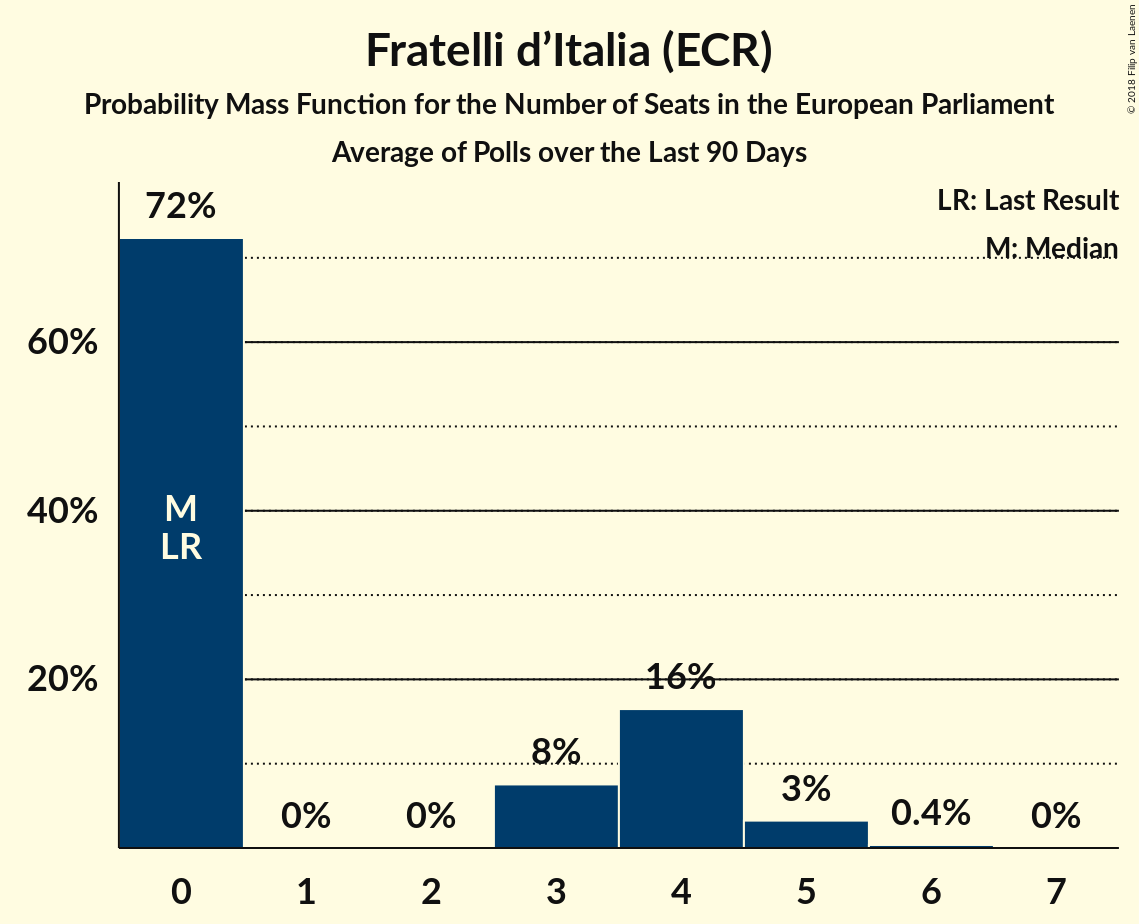 Fratelli d’Italia (ECR)
Probability Mass Function for the Number of Seats in the European Parliament
Average of Polls over the Last 90 Days
© 2018 Filip van Laenen
LR: Last Result
M: Median
72%
60%
40%
20%
M
LR
0%
0%
8%
16%
3%
0.4%
0%
0 1 2 3 4 5 6 7